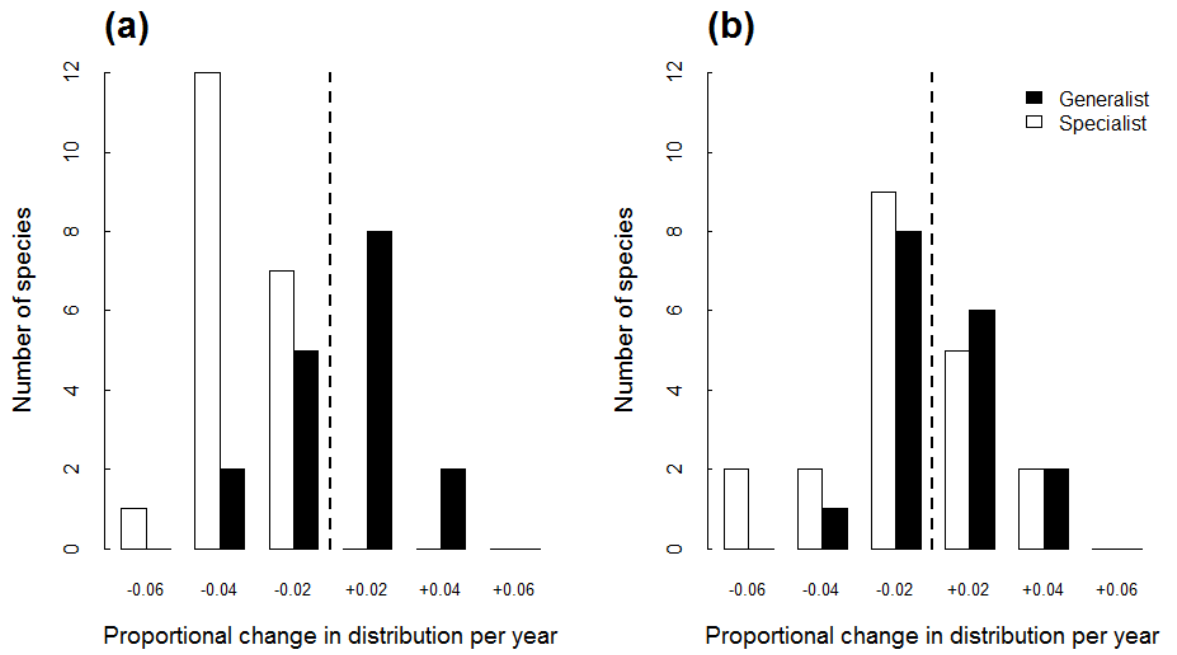 (a)
12
10
8
6
4
2
0
Number of species
-0.06 -0.04 -0.02 +0.02 +0.04 +0.06
Proportional change in distribution per year
(b)
12
10
8
6
4
2
0
Number of species
Generalist
Specialist
-0.06 -0.04 -0.02 +0.02 +0.04 +0.06
Proportional change in distribution per year